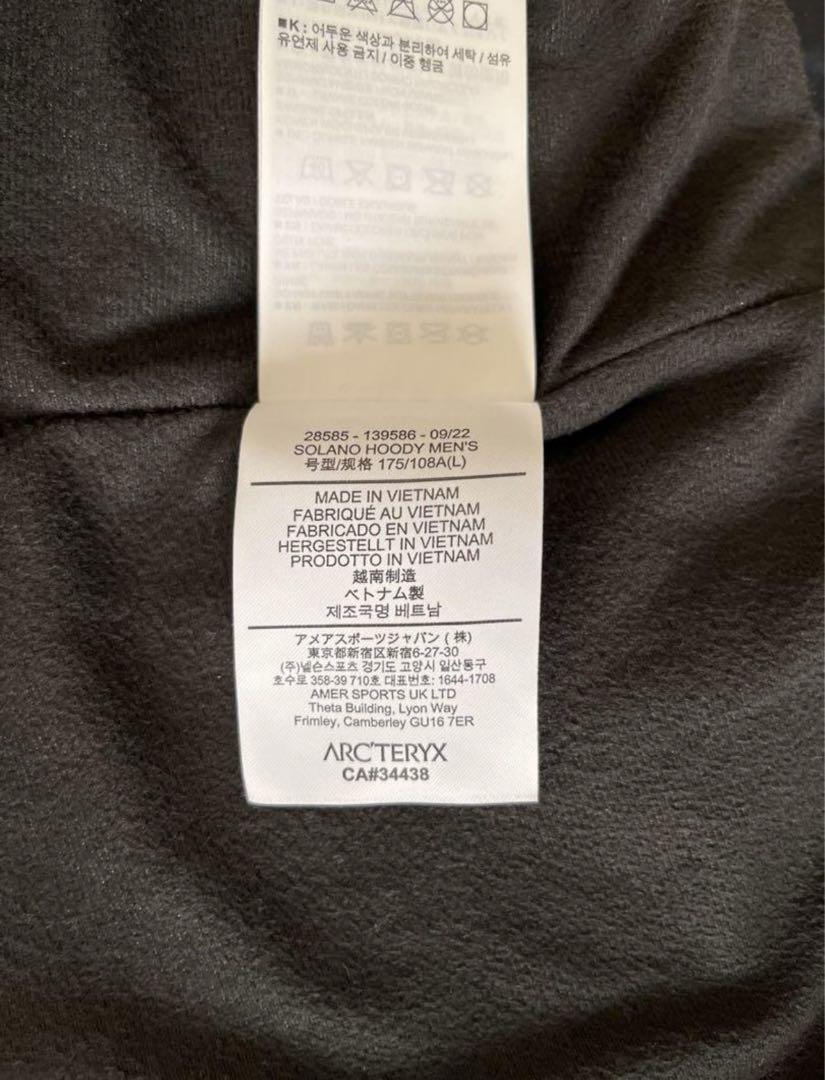 ■K : 어두운 색상과 분리하여 세탁 / 섬유
유연제 사용 금지 / 이중 헹굼
28585 - 139586 - 09/22
SOLANO HOODY MEN'S
号型/规格 175/108A(L)
MADE IN VIETNAM
FABRIQUÉ AU VIETNAM
FABRICADO EN VIETNAM
HERGESTELLT IN VIETNAM
PRODOTTO IN VIETNAM
越南制造
ベトナム製
제조국명 베트남
アメアスポーツジャパン ( 株)
東京都新宿区新宿6-27-30
(주)넬슨스포츠 경기도 고양시 일산동구
호수로 358-39 710호 대표번호: 1644-1708
AMER SPORTS UK LTD
Theta Building, Lyon Way
Frimley, Camberley GU16 7ER
ARC'TERYX
CA#34438